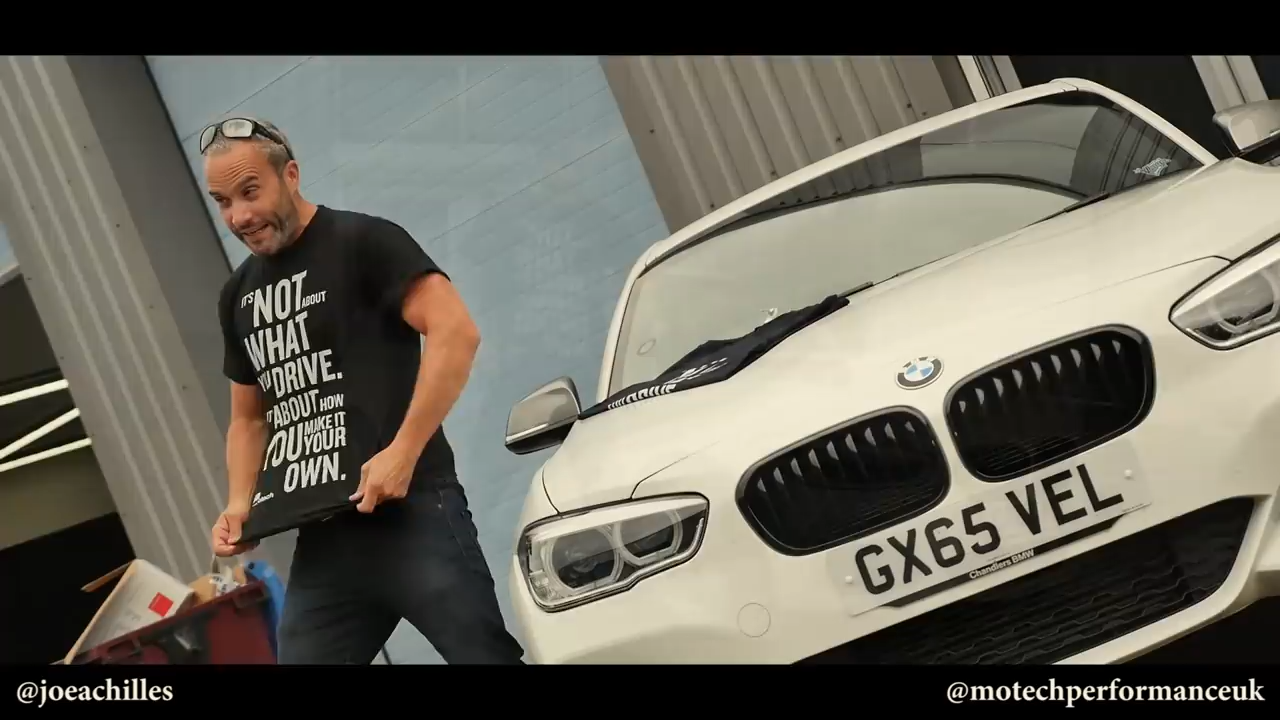 IT'S NOT ABOUT
WHAT
YOU DRIVE.
IT'S ABOUT HOW
YOU MAKE IT
YOUR
OWN.
DRIVE
GX65 VEL
Chandlers BMW
@joeachilles
@motechperformanceuk